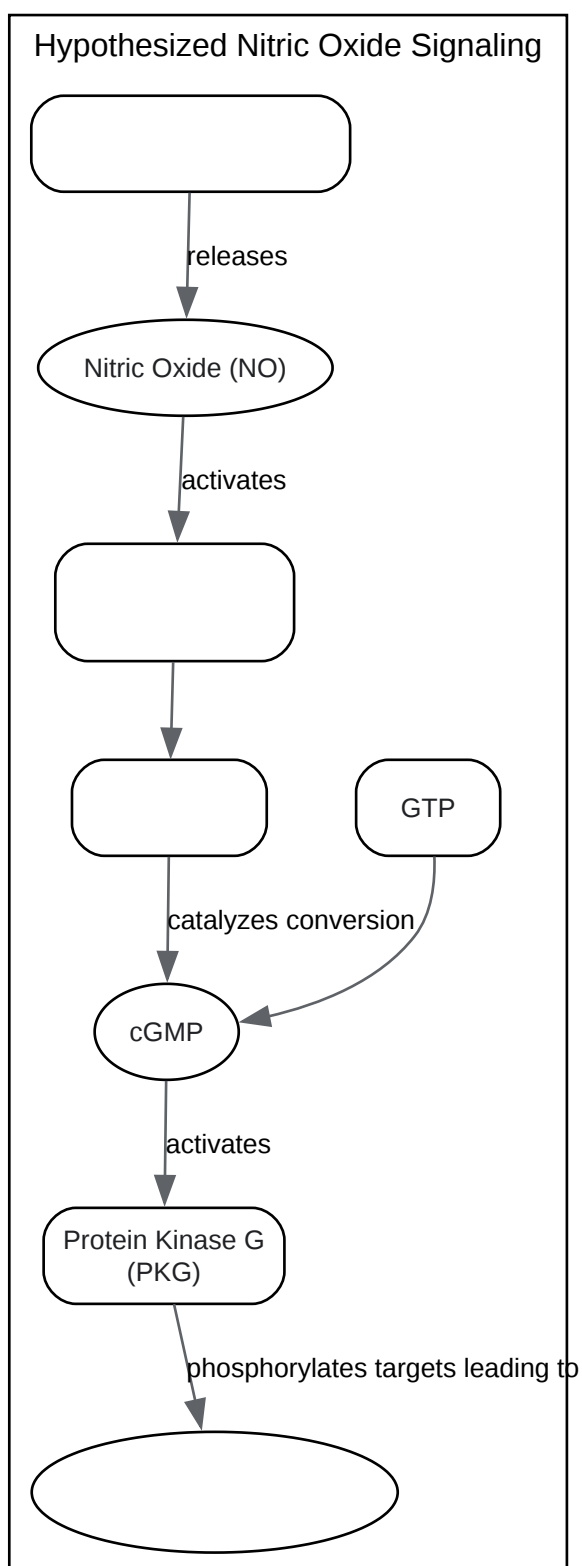 Hypothesized Nitric Oxide Signaling
releases
Nitric Oxide (NO)
activates
GTP
catalyzes conversion
cGMP
activates
Protein Kinase G
(PKG)
phosphorylates targets leading to